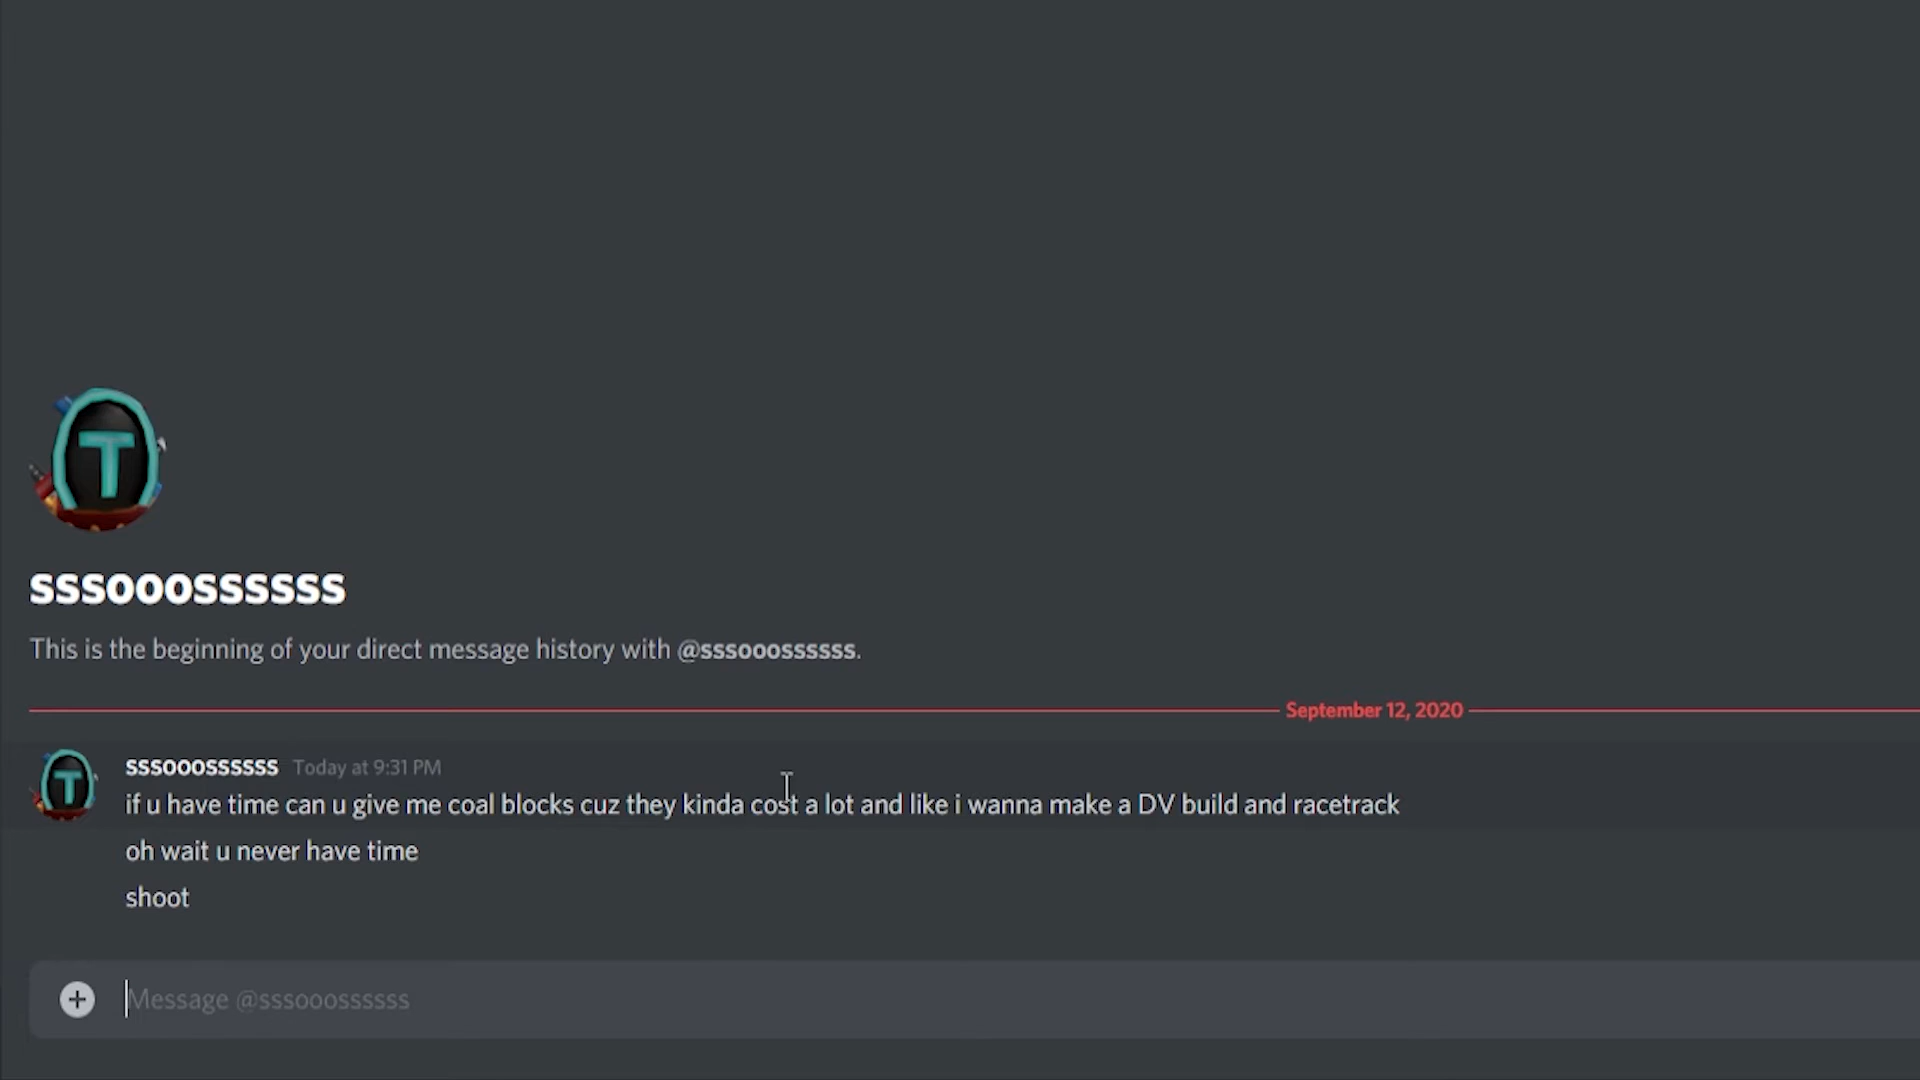 T
sssooossssss
This is the beginning of your direct message history with @sssooossssss.
September 12, 2020
T
sssooossssss Today at 9:31 PM
if u have time can u give me coal blocks cuz they kinda cost a lot and like i wanna make a DV build and racetrack
oh wait u never have time
shoot
Message @sssooossssss